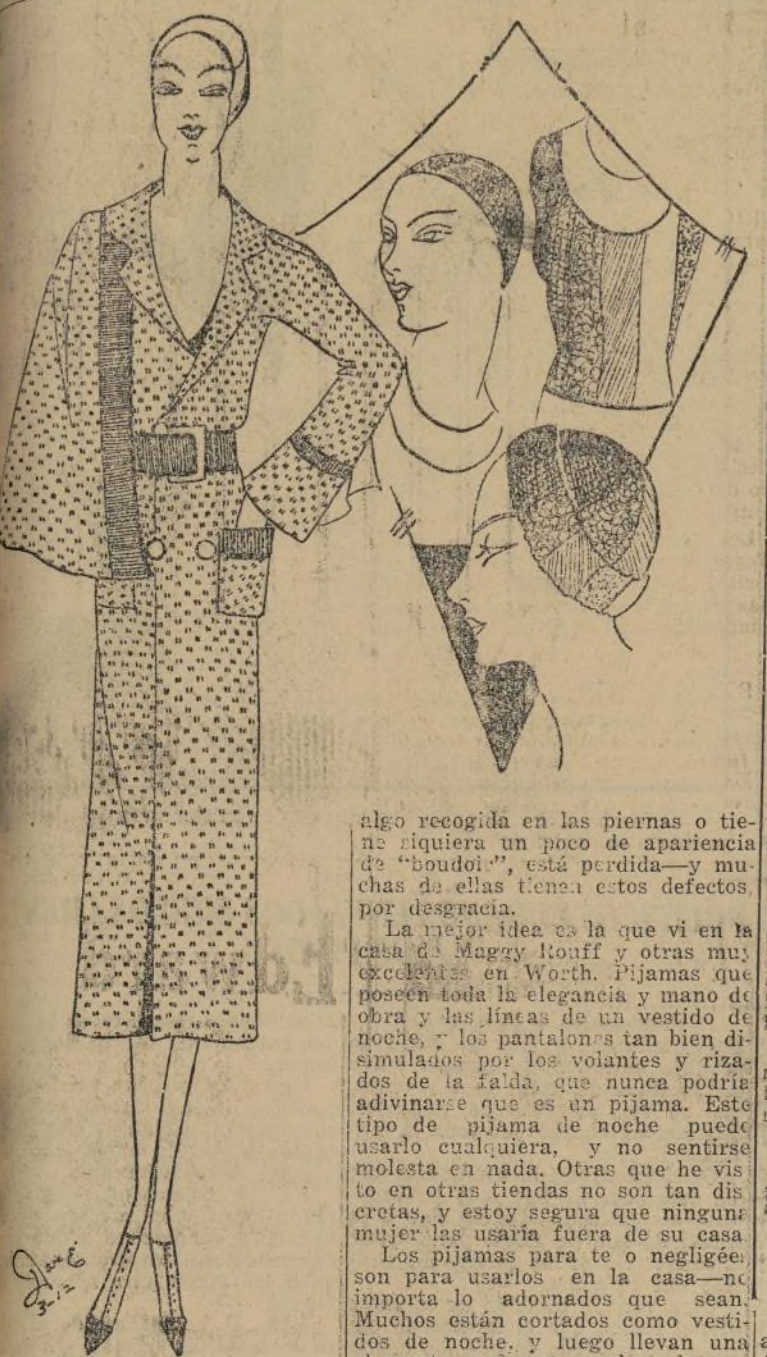 algo recogida en las piernas o tie-
ne siquiera un poco de apariencia
de "boudoir", está perdida—y mu-
chas de ellas tienen estos defectos
por desgracia.
La mejor idea es la que vi en la
casa de Maggy Rouff y otras muy
excelentes en Worth. Pijamas que
poseen toda la elegancia y mano de
obra y las líneas de un vestido de
noche, y los pantalones tan bien di-
simulados por los volantes y riza-
dos de la falda, que nunca podría
adivinarse que es un pijama. Este
tipo de pijama de noche puede
usarlo cualquiera, y no sentirse
molesta en nada. Otras que he vis
to en otras tiendas no son tan dis
cretas, y estoy segura que ninguna
mujer las usaría fuera de su casa
Los pijamas para te o negligée
son para usarlos en la casa—no
importa lo adornados que sean.
Muchos están cortados como vesti-
dos de noche, y luego llevan una
3-12